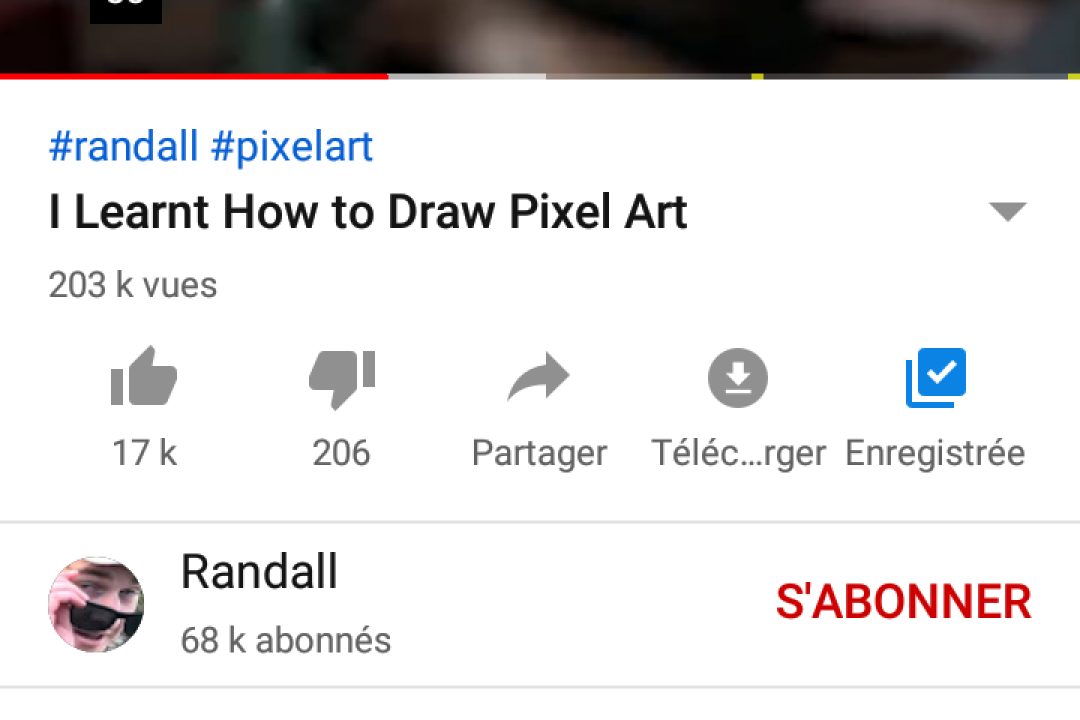 #randall #pixelart
I Learnt How to Draw Pixel Art
203 k vues
17 k
206
Partager
Téléc...rger
Enregistrée
Randall
68 k abonnés
S'ABONNER